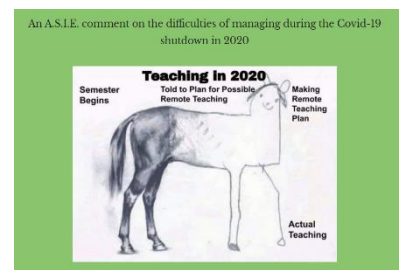 An A.S.I.E. comment on the difficulties of managing during the Covid-19
shutdown in 2020
Teaching in 2020
Semester
Begins
Told to Plan for Possible
Remote Teaching
Making
Remote
Teaching
Plan
Actual
Teaching